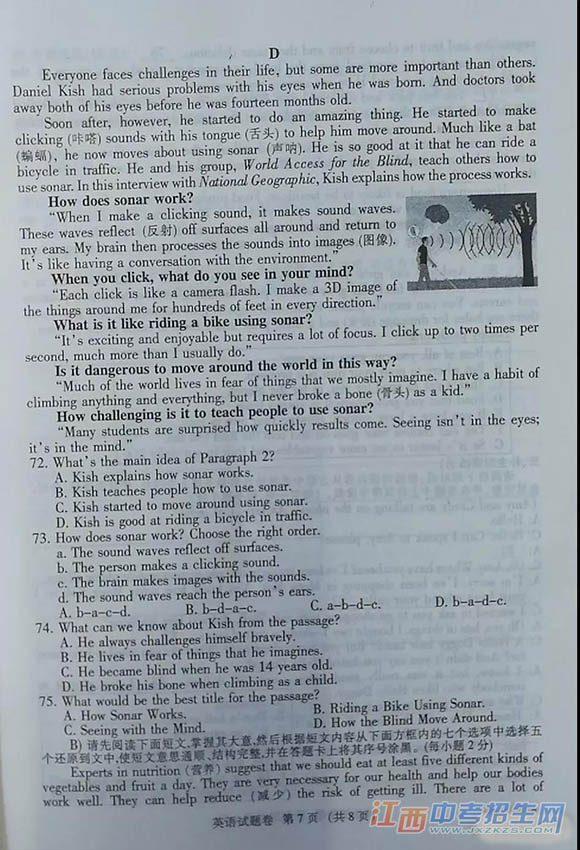 D
Everyone faces challenges in their life, but some are more important than others.
Daniel Kish had serious problems with his eyes when he was born. And doctors took
away both of his eyes before he was fourteen months old.
Soon after, however, he started to do an amazing thing. He started to make
clicking (咔嗒) sounds with his tongue (舌头) to help him move around. Much like a bat
(蝙蝠), he now moves about using sonar (声呐). He is so good at it that he can ride a
bicycle in traffic. He and his group, World Access for the Blind, teach others how to
use sonar. In this interview with National Geographic, Kish explains how the process works.
How does sonar work?
"When I make a clicking sound, it makes sound waves.
These waves reflect (反射) off surfaces all around and return to
my ears. My brain then processes the sounds into images (图像).
It's like having a conversation with the environment."
When you click, what do you see in your mind?
"Each click is like a camera flash. I make a 3D image of
the things around me for hundreds of feet in every direction."
What is it like riding a bike using sonar?
"It's exciting and enjoyable but requires a lot of focus. I click up to two times per
second, much more than I usually do."
Is it dangerous to move around the world in this way?
"Much of the world lives in fear of things that we mostly imagine. I have a habit of
climbing anything and everything, but I never broke a bone (骨头) as a kid."
How challenging is it to teach people to use sonar?
"Many students are surprised how quickly results come. Seeing isn't in the eyes;
it's in the mind."
72. What's the main idea of Paragraph 2?
A. Kish explains how sonar works.
B. Kish teaches people how to use sonar.
C. Kish started to move around using sonar.
D. Kish is good at riding a bicycle in traffic.
73. How does sonar work? Choose the right order.
a. The sound waves reflect off surfaces.
b. The person makes a clicking sound.
c. The brain makes images with the sounds.
d. The sound waves reach the person's ears.
A. b–a–c–d. B. b–d–a–c. C. a–b–d–c. D. b–a–d–c.
74. What can we know about Kish from the passage?
A. He always challenges himself bravely.
B. He lives in fear of things that he imagines.
C. He became blind when he was 14 years old.
D. He broke his bone when climbing as a child.
75. What would be the best title for the passage?
A. How Sonar Works. B. Riding a Bike Using Sonar.
C. Seeing with the Mind. D. How the Blind Move Around.
B) 请先阅读下面短文,掌握其大意,然后根据短文内容从下面方框内的七个选项中选择五
个还原到文中,使短文意思通顺、结构完整,并在答题卡上将其序号涂黑。(每小题2分)
Experts in nutrition (营养) suggest that we should eat at least five different kinds of
vegetables and fruit a day. They are very necessary for our health and help our bodies
work well. They can help reduce (减少) the risk of getting ill. There are a lot of
英语试题卷 第7页 (共8页
江西中考招生网
WWW.JXZKZS.COM